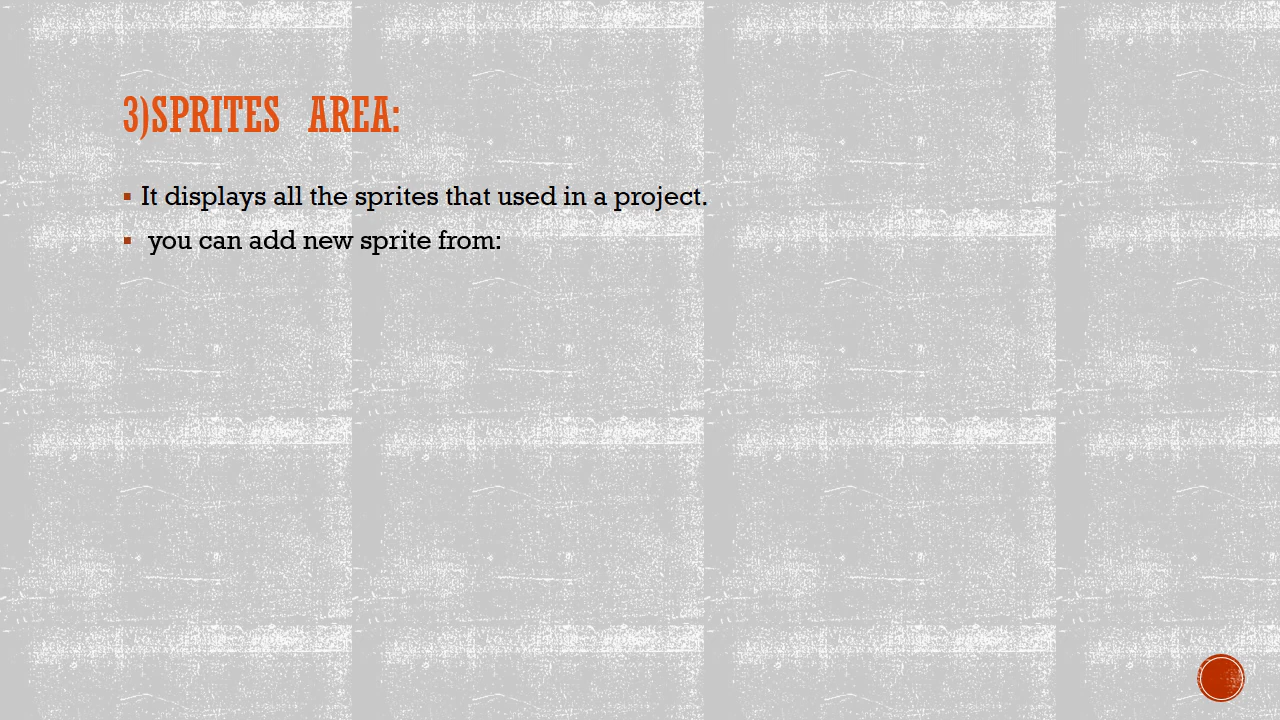 3)SPRITES AREA:
It displays all the sprites that used in a project.
you can add new sprite from: